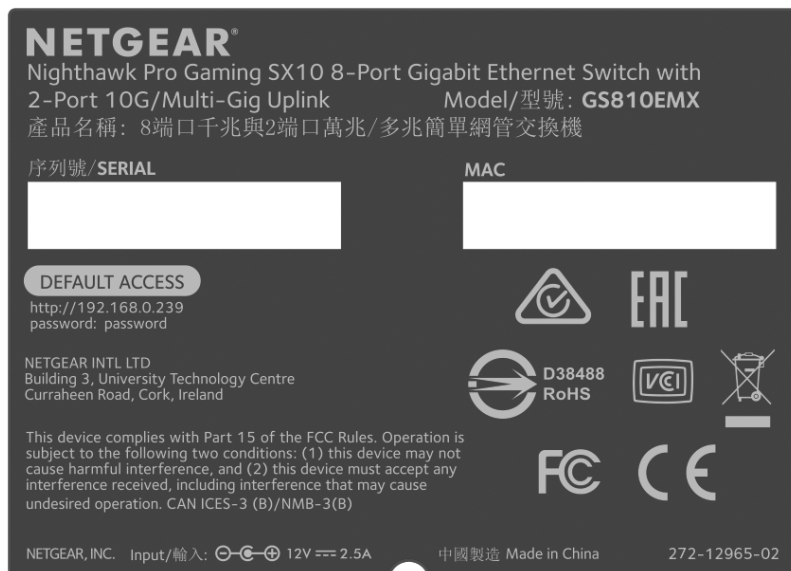 NETGEAR®
Nighthawk Pro Gaming SX10 8-Port Gigabit Ethernet Switch with
2-Port 10G/Multi-Gig Uplink Model/型號: GS810EMX
產品名稱: 8端口千兆與2端口萬兆/多兆簡單網管交換機
序列號/SERIAL
MAC
DEFAULT ACCESS
http://192.168.0.239
password: password
EAC
NETGEAR INTL LTD
Building 3, University Technology Centre
Curraheen Road, Cork, Ireland
D38488
RoHS
VCI
This device complies with Part 15 of the FCC Rules. Operation is
subject to the following two conditions: (1) this device may not
cause harmful interference, and (2) this device must accept any
interference received, including interference that may cause
undesired operation. CAN ICES-3 (B)/NMB-3(B)
FC
CE
NETGEAR, INC. Input/輸入: 12V 2.5A 中國製造 Made in China 272-12965-02